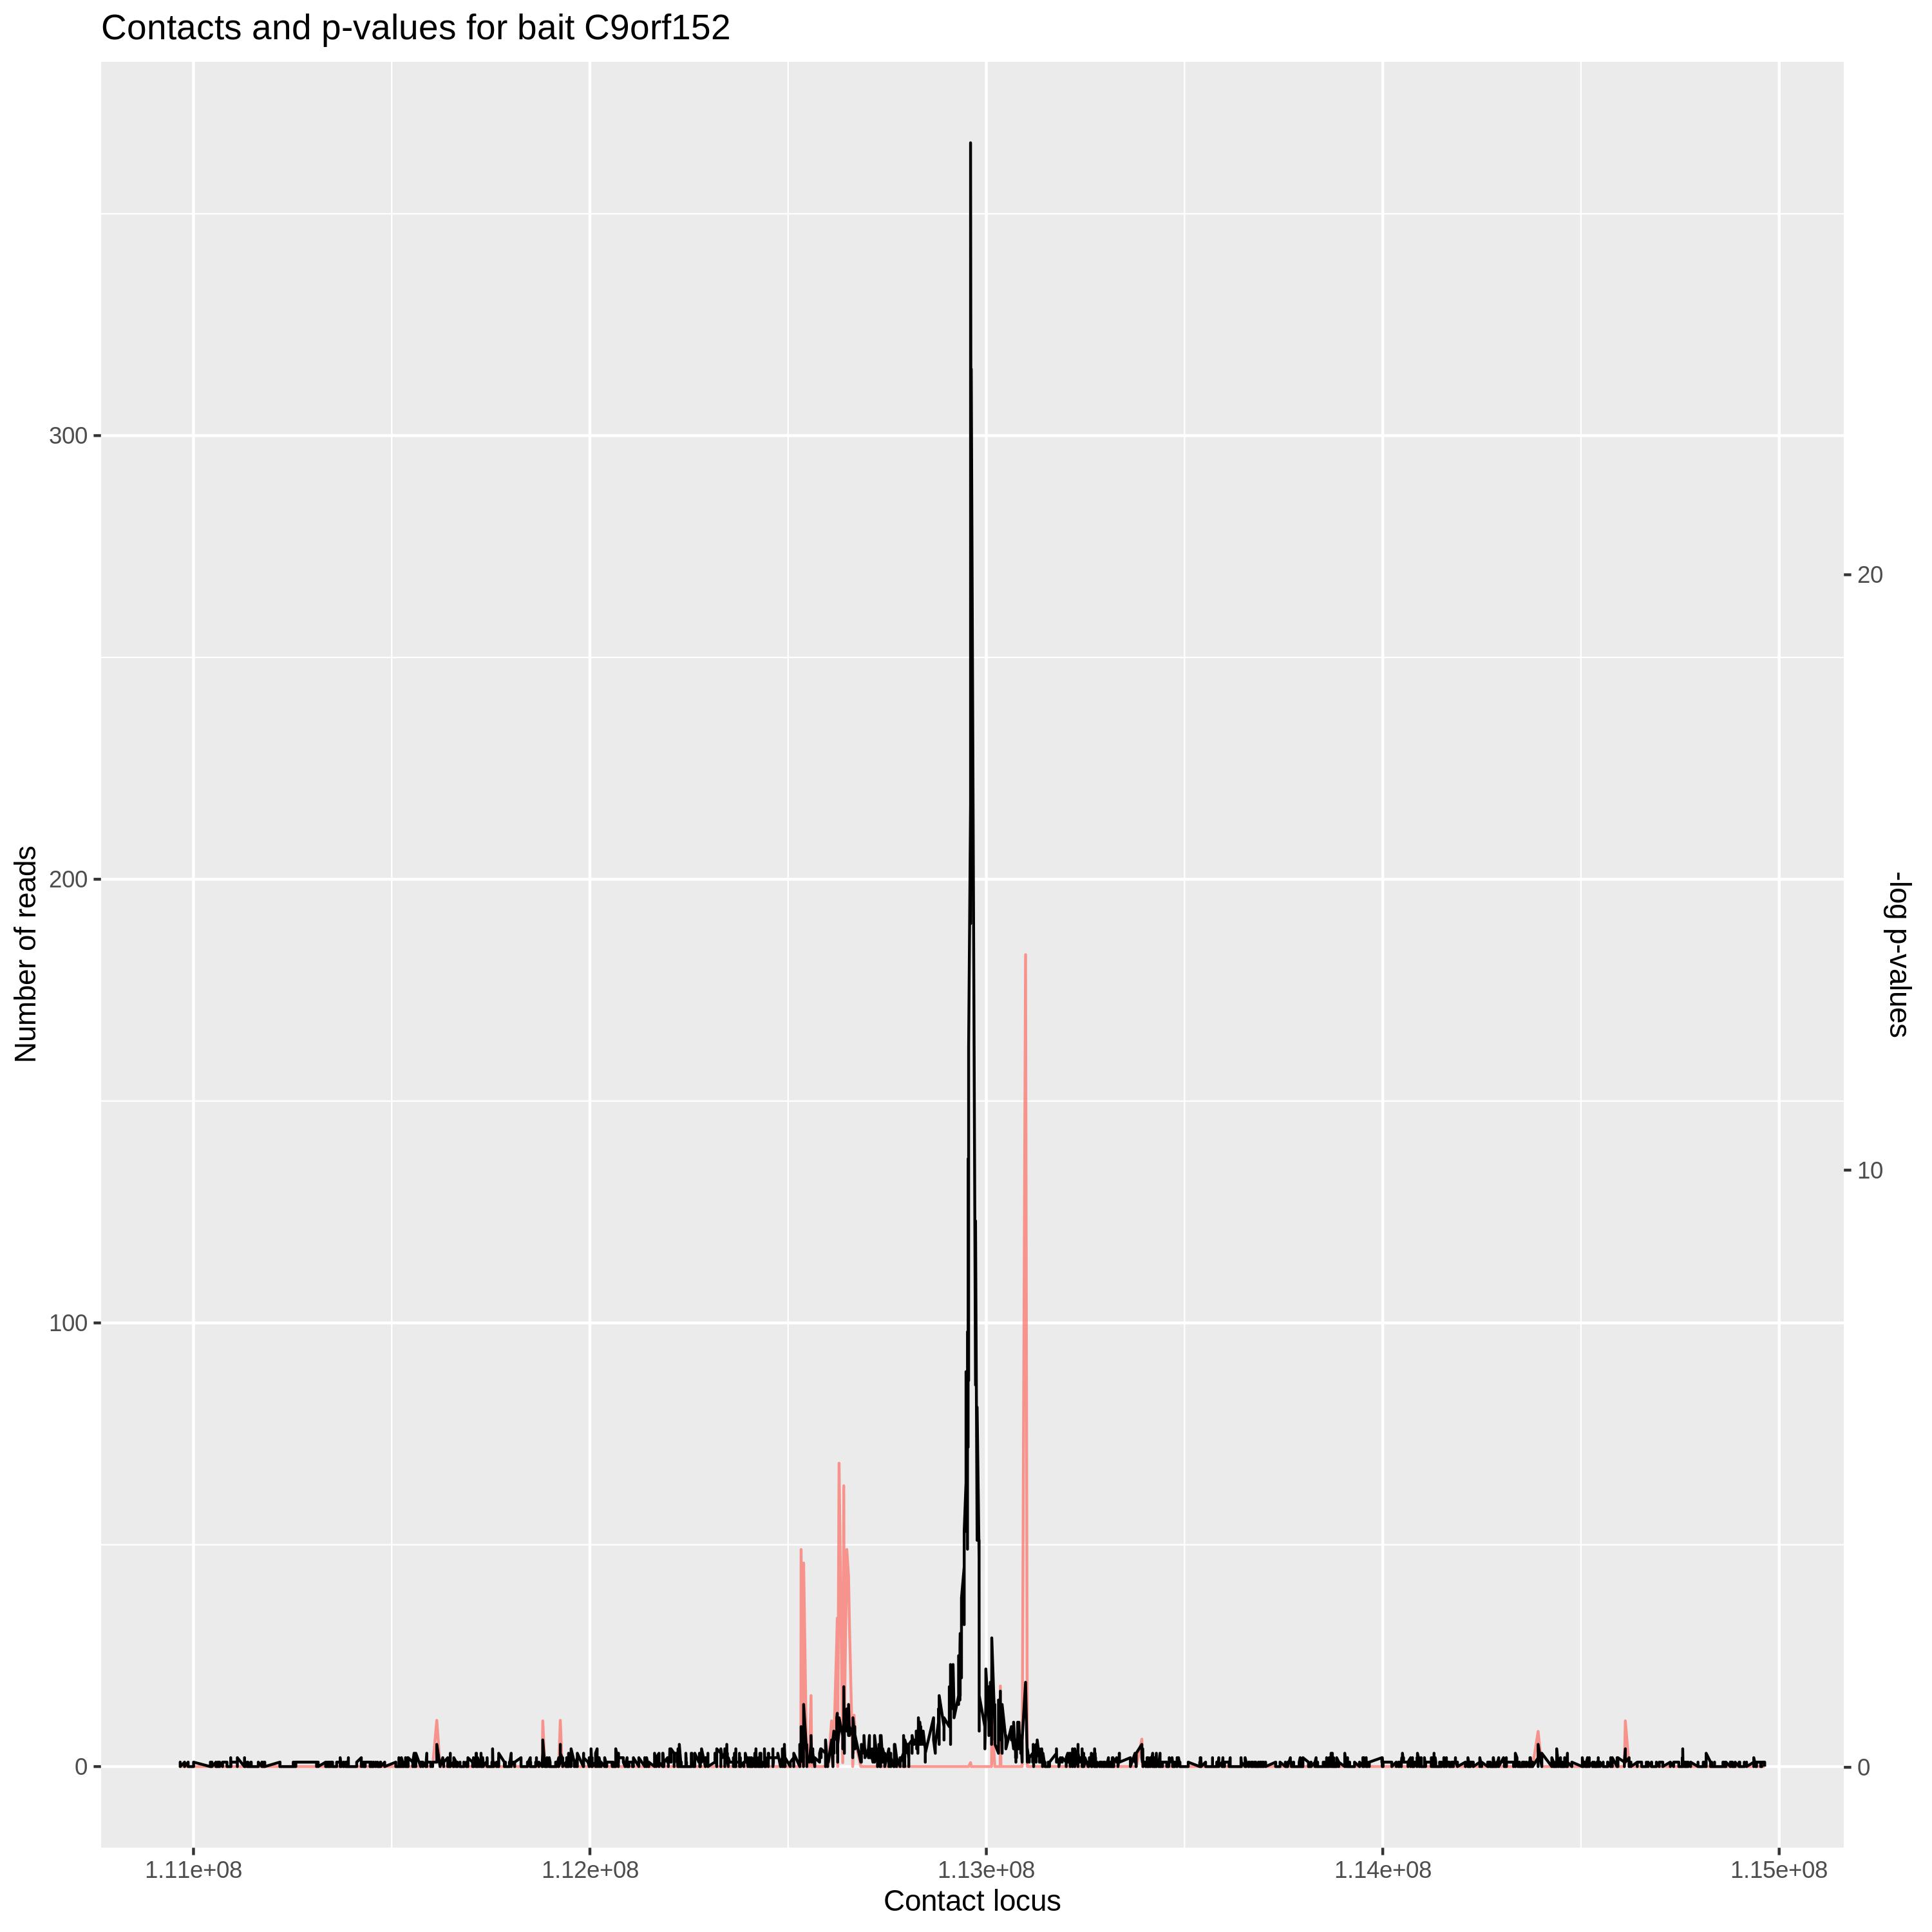 Contacts and p-values for bait C9orf152
300
200
100
0
Number of reads
20
10
0
-log p-values
1.11e+08
1.12e+08
1.13e+08
1.14e+08
1.15e+08
Contact locus